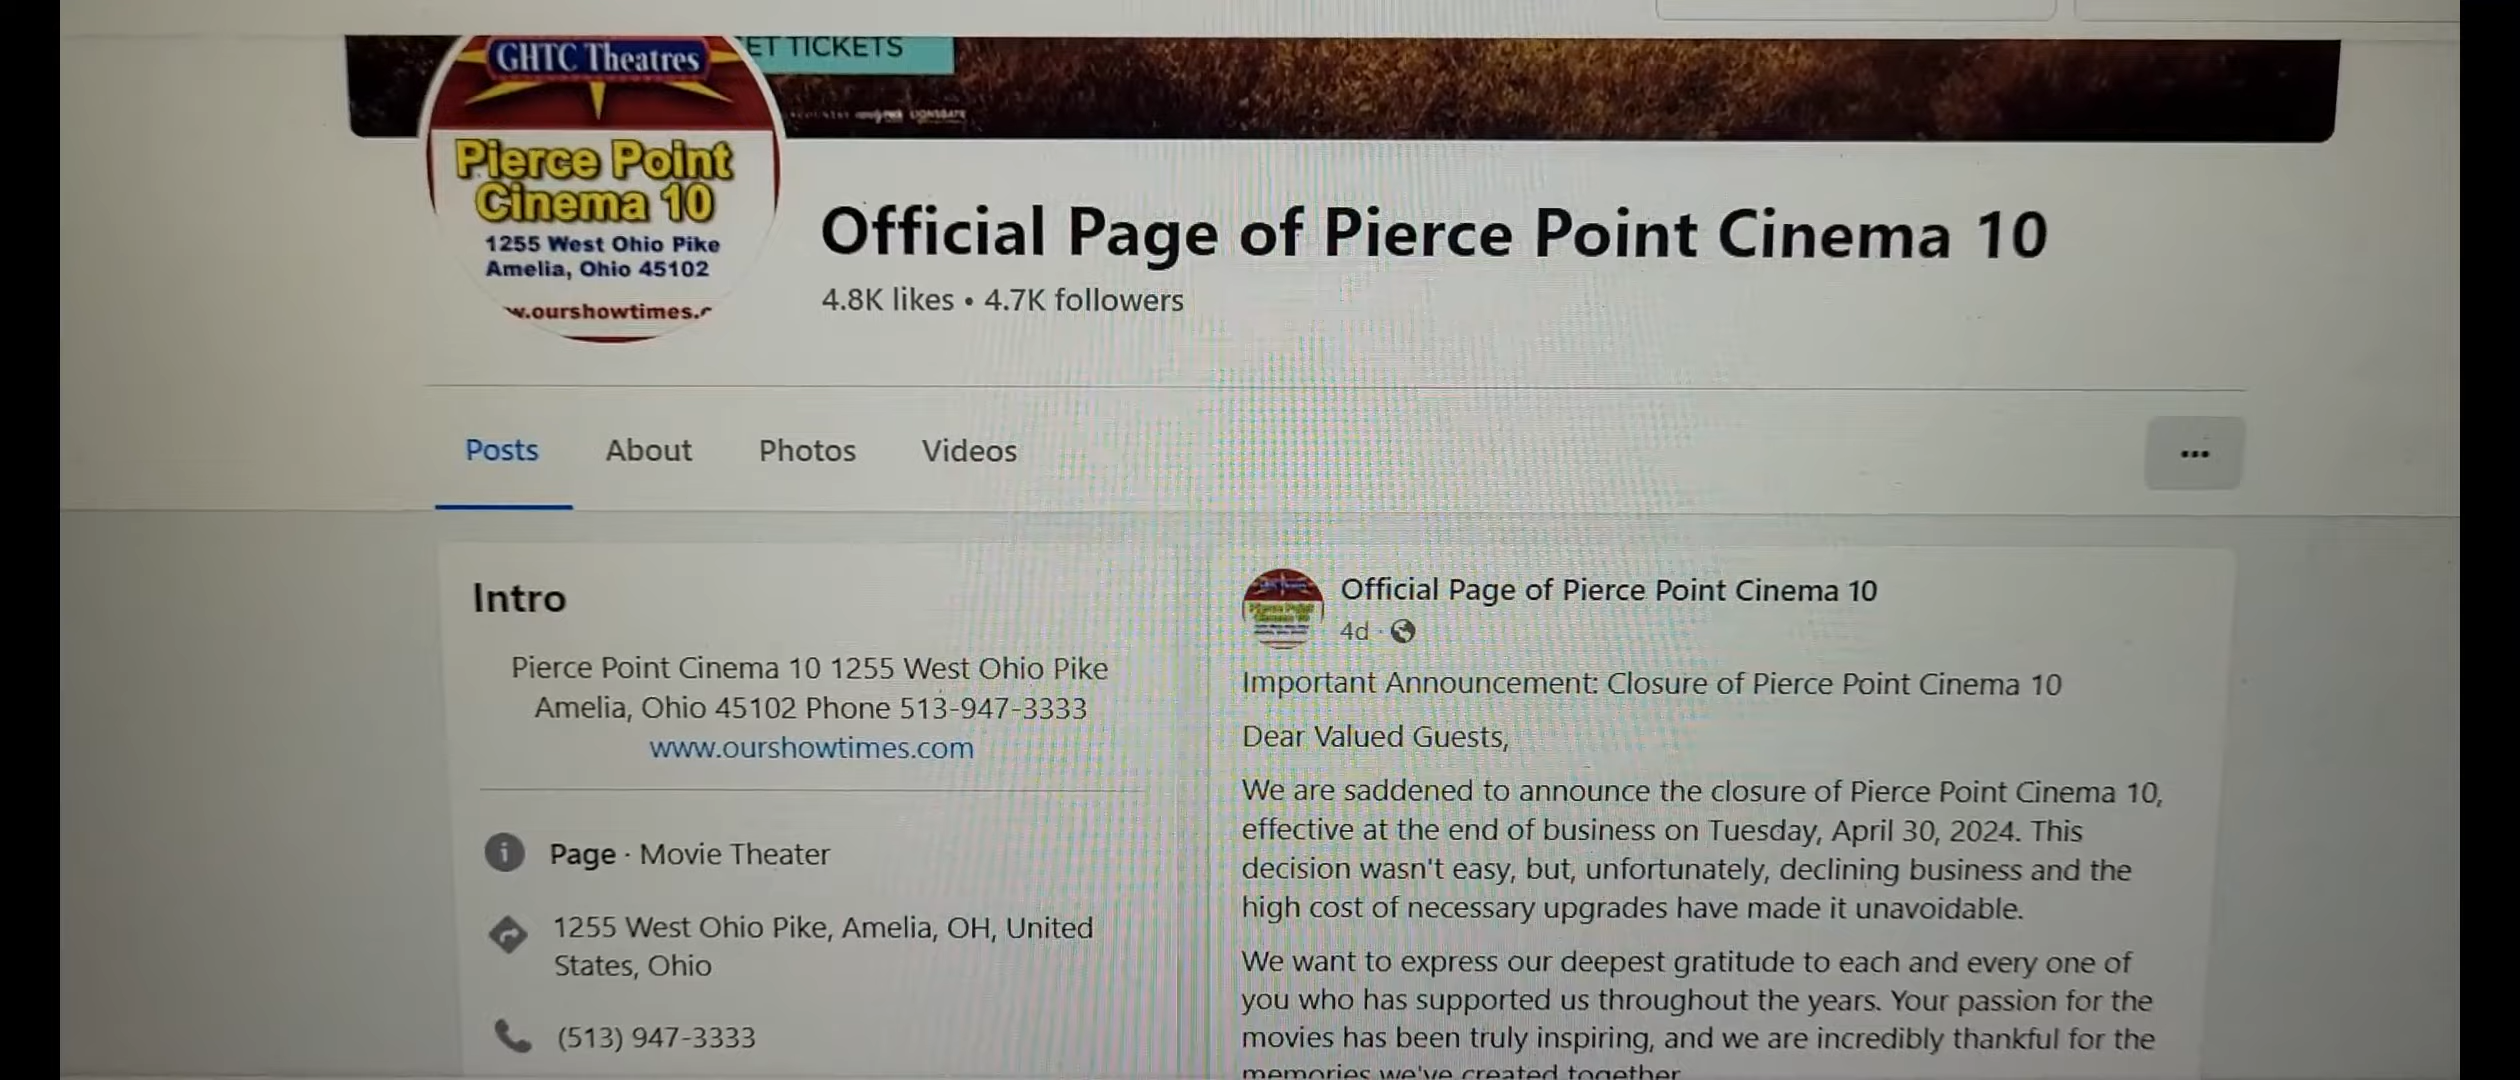 GHTC Theatres
ET TICKETS
LIONSGATE
Pierce Point
Cinema 10
1255 West Ohio Pike
Amelia, Ohio 45102
w.ourshowtimes.c
Official Page of Pierce Point Cinema 10
4.8K likes • 4.7K followers
Posts
About
Photos
Videos
Intro
Pierce Point Cinema 10 1255 West Ohio Pike
Amelia, Ohio 45102 Phone 513-947-3333
www.ourshowtimes.com
Page · Movie Theater
1255 West Ohio Pike, Amelia, OH, United
States, Ohio
(513) 947-3333
Official Page of Pierce Point Cinema 10
4d ·
Important Announcement: Closure of Pierce Point Cinema 10
Dear Valued Guests,
We are saddened to announce the closure of Pierce Point Cinema 10,
effective at the end of business on Tuesday, April 30, 2024. This
decision wasn't easy, but, unfortunately, declining business and the
high cost of necessary upgrades have made it unavoidable.
We want to express our deepest gratitude to each and every one of
you who has supported us throughout the years. Your passion for the
movies has been truly inspiring, and we are incredibly thankful for the
memories we've created together